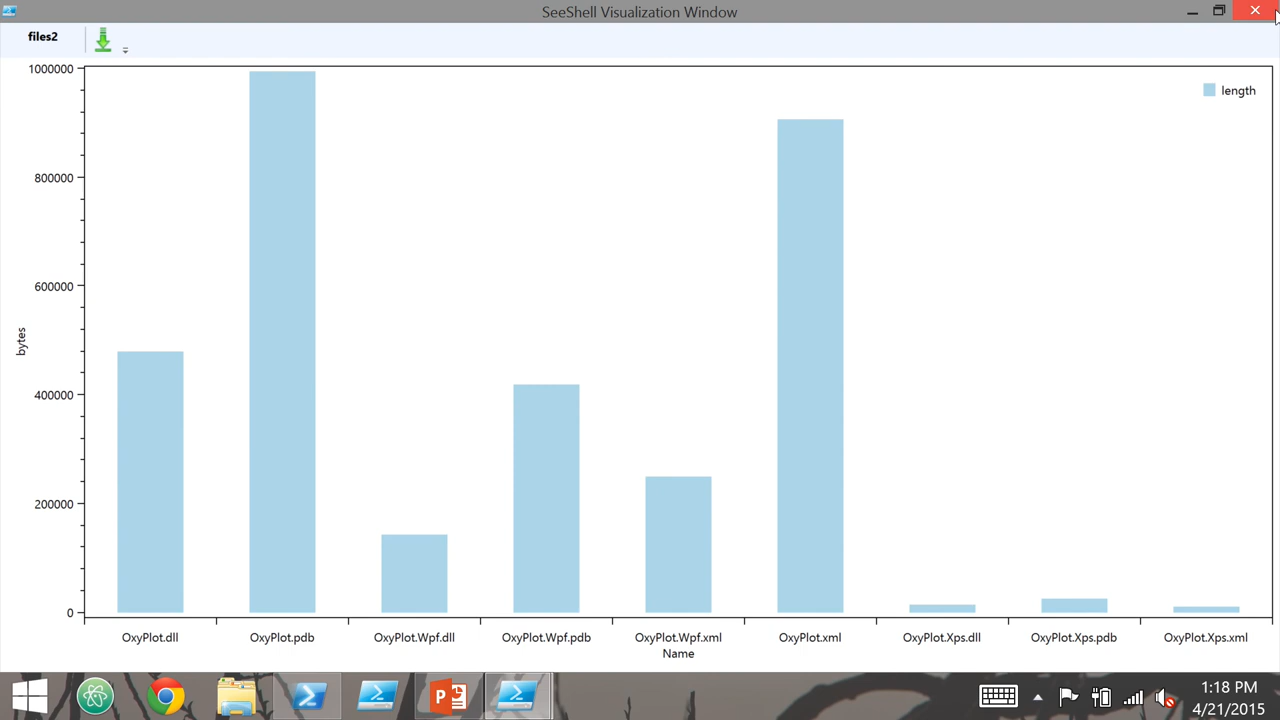 SeeShell Visualization Window
files2
1000000
800000
600000
400000
200000
0
bytes
length
OxyPlot.dll OxyPlot.pdb OxyPlot.Wpf.dll OxyPlot.Wpf.pdb OxyPlot.Wpf.xml OxyPlot.xml OxyPlot.Xps.dll OxyPlot.Xps.pdb OxyPlot.Xps.xml
Name
1:18 PM
4/21/2015